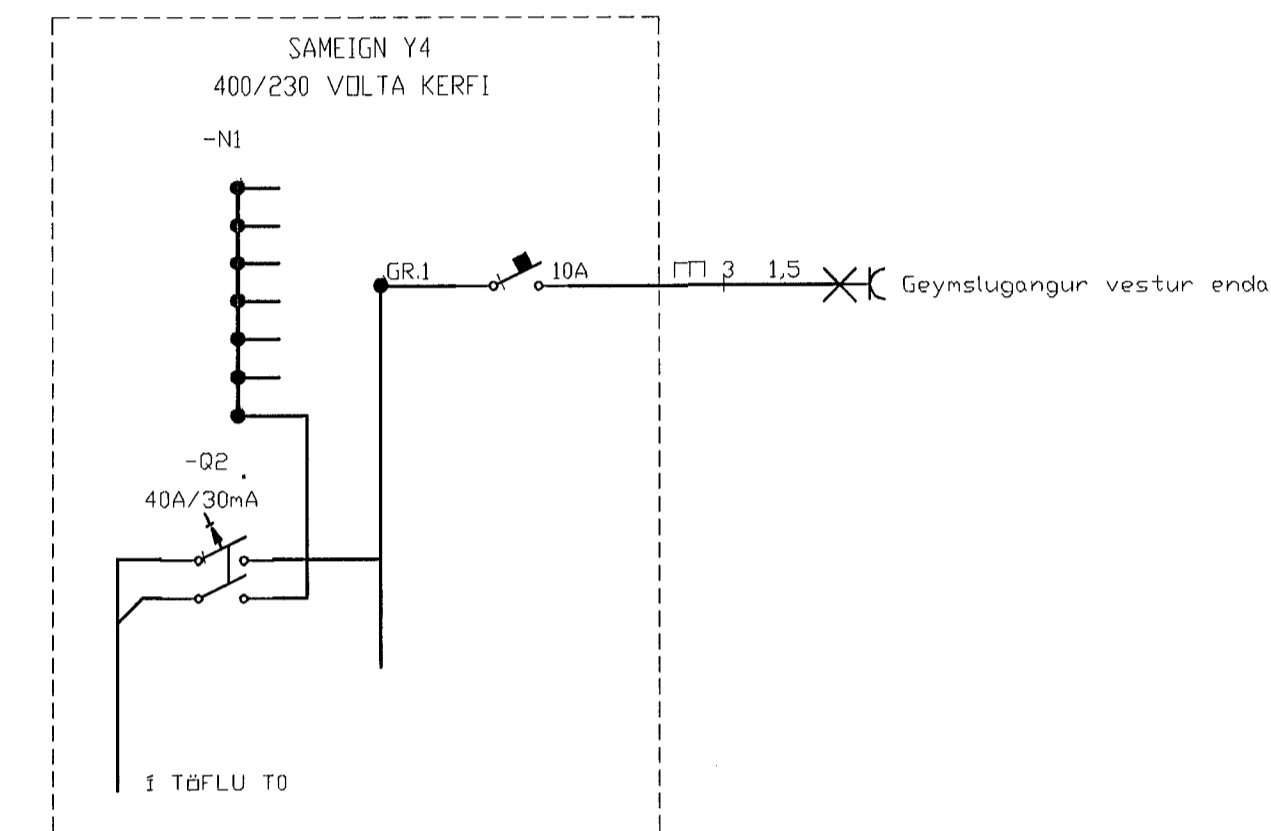 SAMEIGN Y4
400/230 VOLTA KERFI
-N1
GR.1
10A
3 1,5
Geymslugangur vestur enda
-Q2
40A/30mA
Í TÖFLU T0